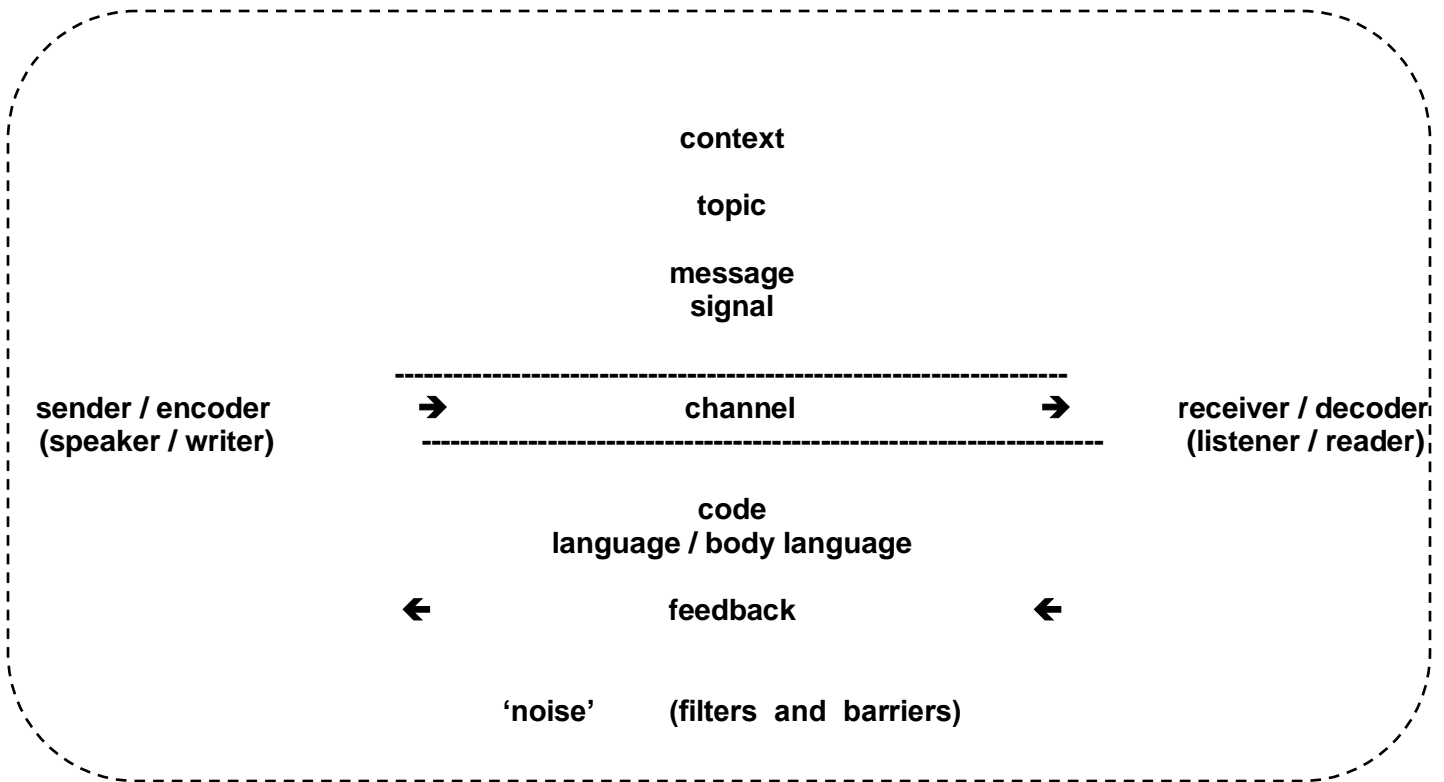 context
topic
message
signal
sender / encoder → channel → receiver / decoder
(speaker / writer) (listener / reader)
code
language / body language
← feedback ←
‘noise’ (filters and barriers)